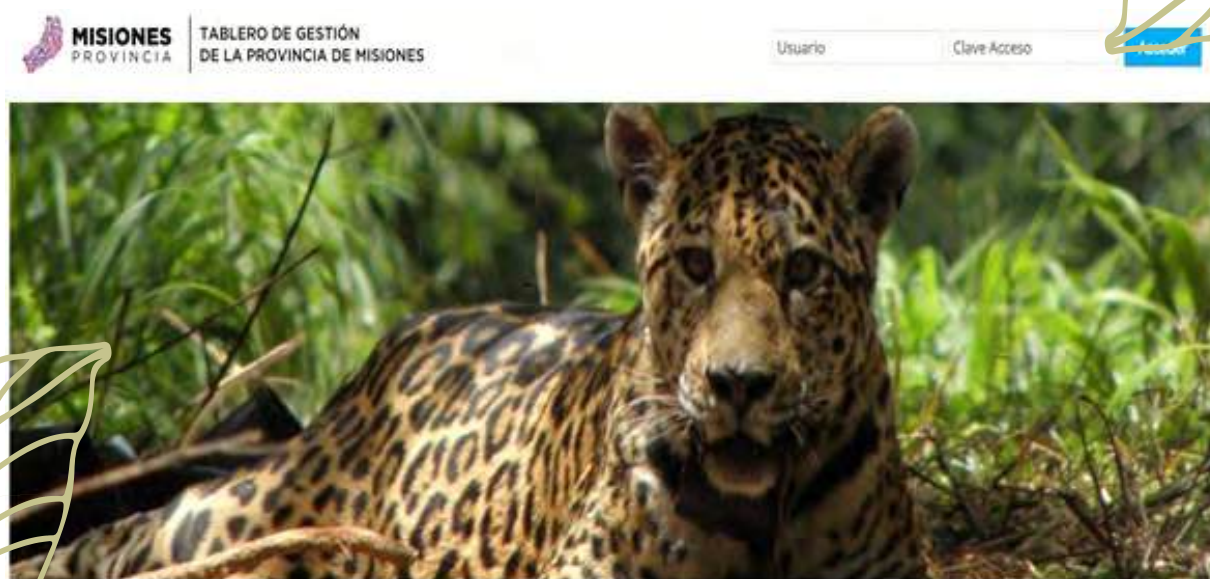 MISIONES
PROVINCIA
TABLERO DE GESTIÓN
DE LA PROVINCIA DE MISIONES
Usuario
Clave Acceso